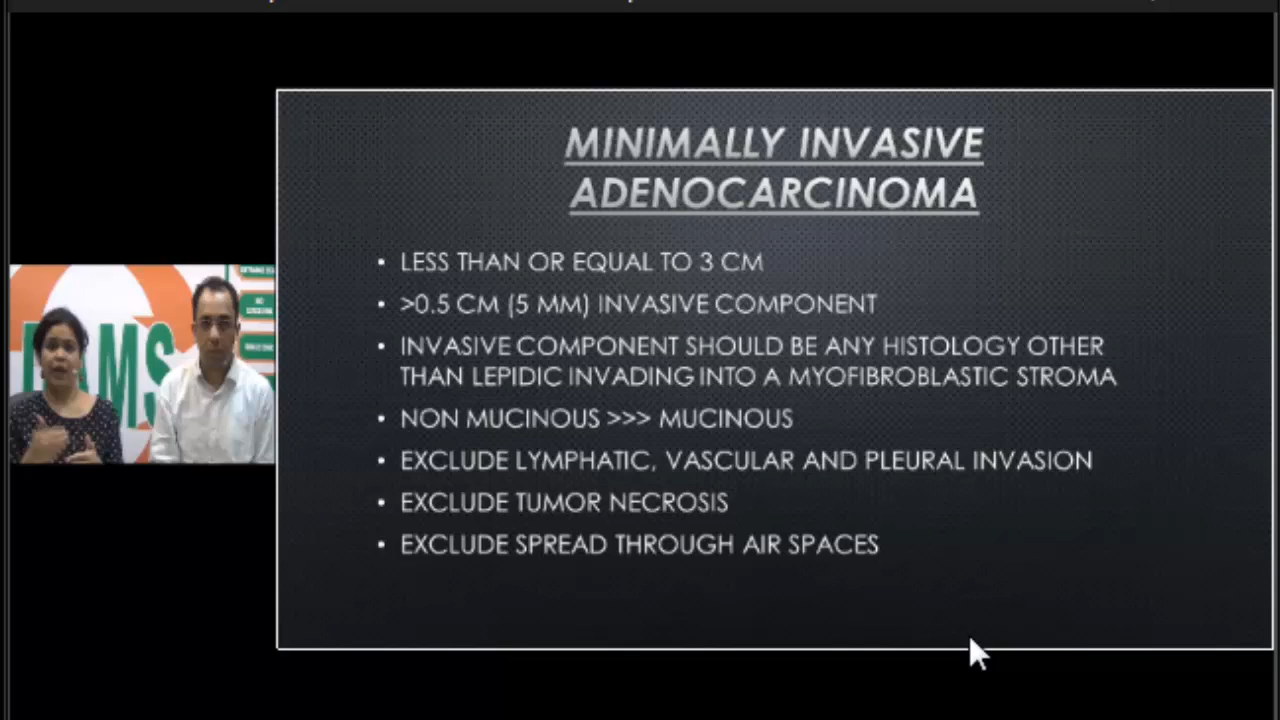 MINIMALLY INVASIVE
ADENOCARCINOMA
• LESS THAN OR EQUAL TO 3 CM
• >0.5 CM (5 MM) INVASIVE COMPONENT
• INVASIVE COMPONENT SHOULD BE ANY HISTOLOGY OTHER
THAN LEPIDIC INVADING INTO A MYOFIBROBLASTIC STROMA
• NON MUCINOUS >>> MUCINOUS
• EXCLUDE LYMPHATIC, VASCULAR AND PLEURAL INVASION
• EXCLUDE TUMOR NECROSIS
• EXCLUDE SPREAD THROUGH AIR SPACES